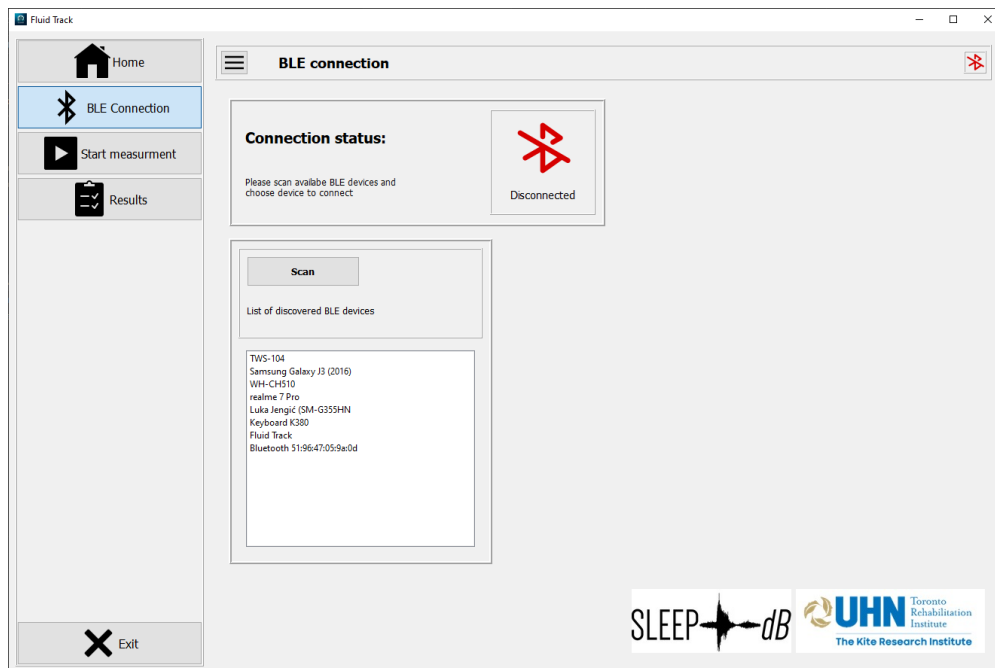 Fluid Track
Home
BLE Connection
Start measurment
Results
Exit
BLE connection
Connection status:
Please scan availabe BLE devices and
choose device to connect
Disconnected
Scan
List of discovered BLE devices
TWS-104
Samsung Galaxy J3 (2016)
WH-CH510
realme 7 Pro
Luka Jengić (SM-G355HN
Keyboard K380
Fluid Track
Bluetooth 51:96:47:05:9a:0d
SLEEP dB
UHN Toronto
Rehabilitation
Institute
The Kite Research Institute